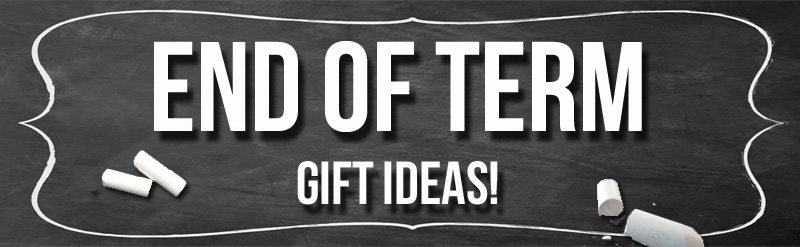 END OF TERM
GIFT IDEAS!